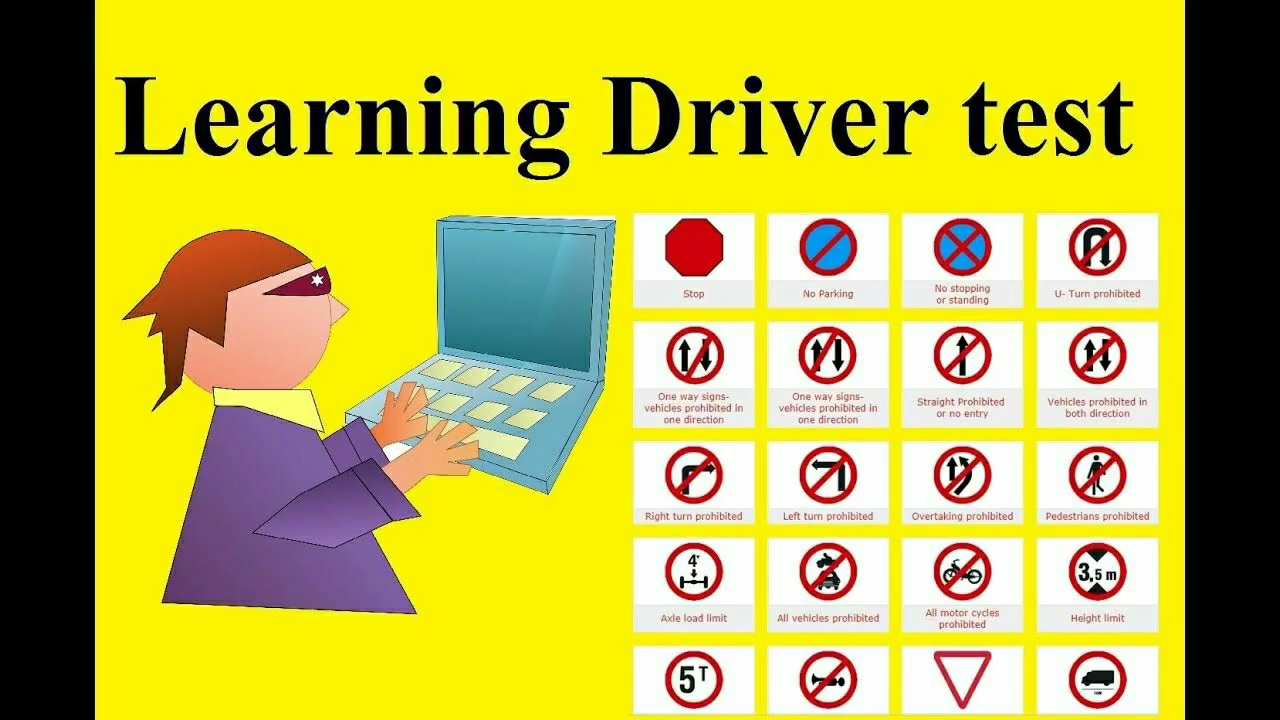 Learning Driver test
Stop
No Parking
No stopping
or standing
U- Turn prohibited
One way signs-
vehicles prohibited in
one direction
One way signs-
vehicles prohibited in
one direction
Straight Prohibited
or no entry
Vehicles prohibited in
both direction
Right turn prohibited
Left turn prohibited
Overtaking prohibited
Pedestrians prohibited
4
Axle load limit
All vehicles prohibited
All motor cycles
prohibited
3.5 m
Height limit
5T